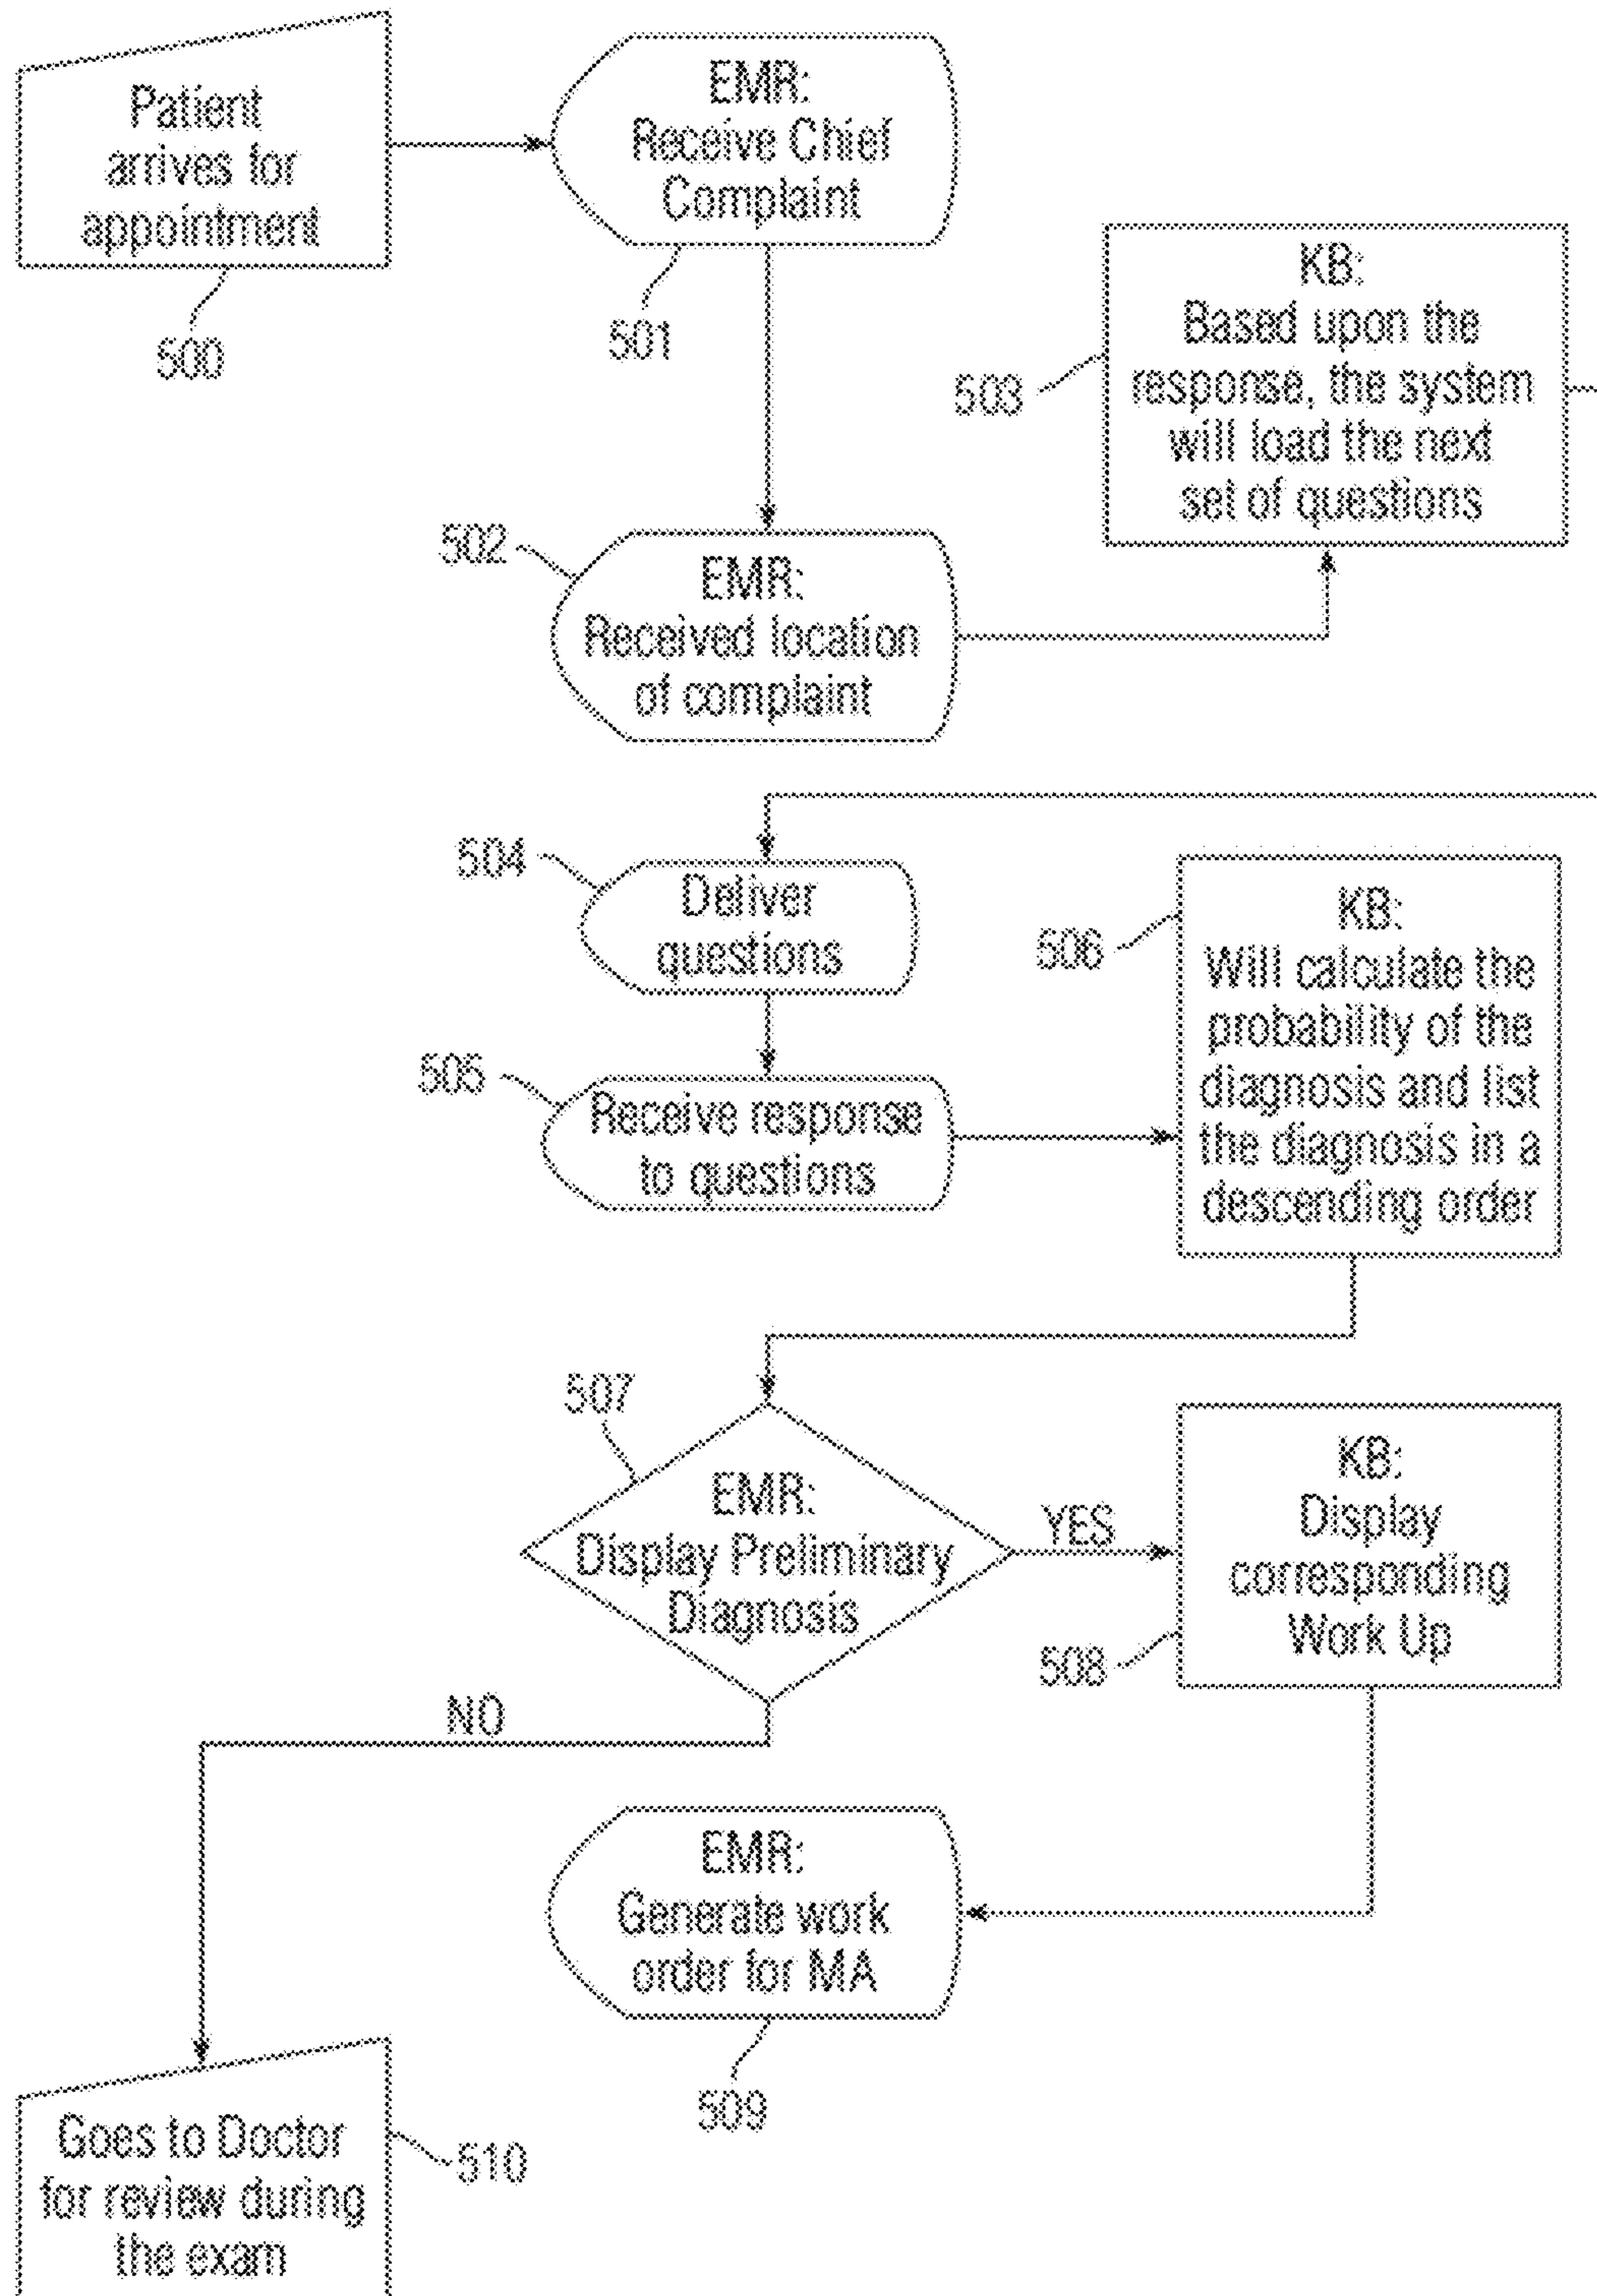 Patient
arrives for
appointment
500
EMR:
Receive Chief
Complaint
501
502
EMR:
Received location
of complaint
503
KB:
Based upon the
response, the system
will load the next
set of questions
504
Deliver
questions
505
Receive response
to questions
506
KB:
Will calculate the
probability of the
diagnosis and list
the diagnosis in a
descending order
507
EMR:
Display Preliminary
Diagnosis
YES
NO
KB:
Display
corresponding
Work Up
508
EMR:
Generate work
order for MA
509
Goes to Doctor
for review during
the exam
510